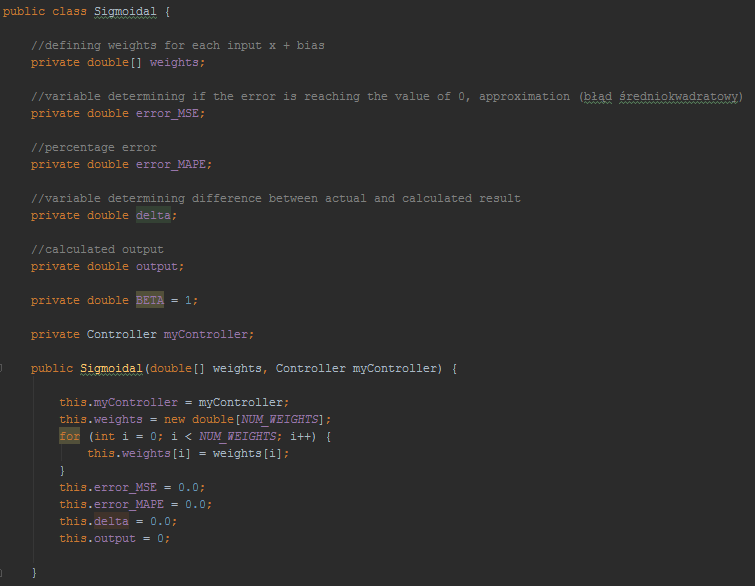 public class Sigmoidal {
//defining weights for each input x + bias
private double[] weights;
//variable determining if the error is reaching the value of 0, approximation (błąd średniokwadratowy)
private double error_MSE;
//percentage error
private double error_MAPE;
//variable determining difference between actual and calculated result
private double delta;
//calculated output
private double output;
private double BETA = 1;
private Controller myController;
public Sigmoidal(double[] weights, Controller myController) {
this.myController = myController;
this.weights = new double[NUM_WEIGHTS];
for (int i = 0; i < NUM_WEIGHTS; i++) {
this.weights[i] = weights[i];
}
this.error_MSE = 0.0;
this.error_MAPE = 0.0;
this.delta = 0.0;
this.output = 0;
}